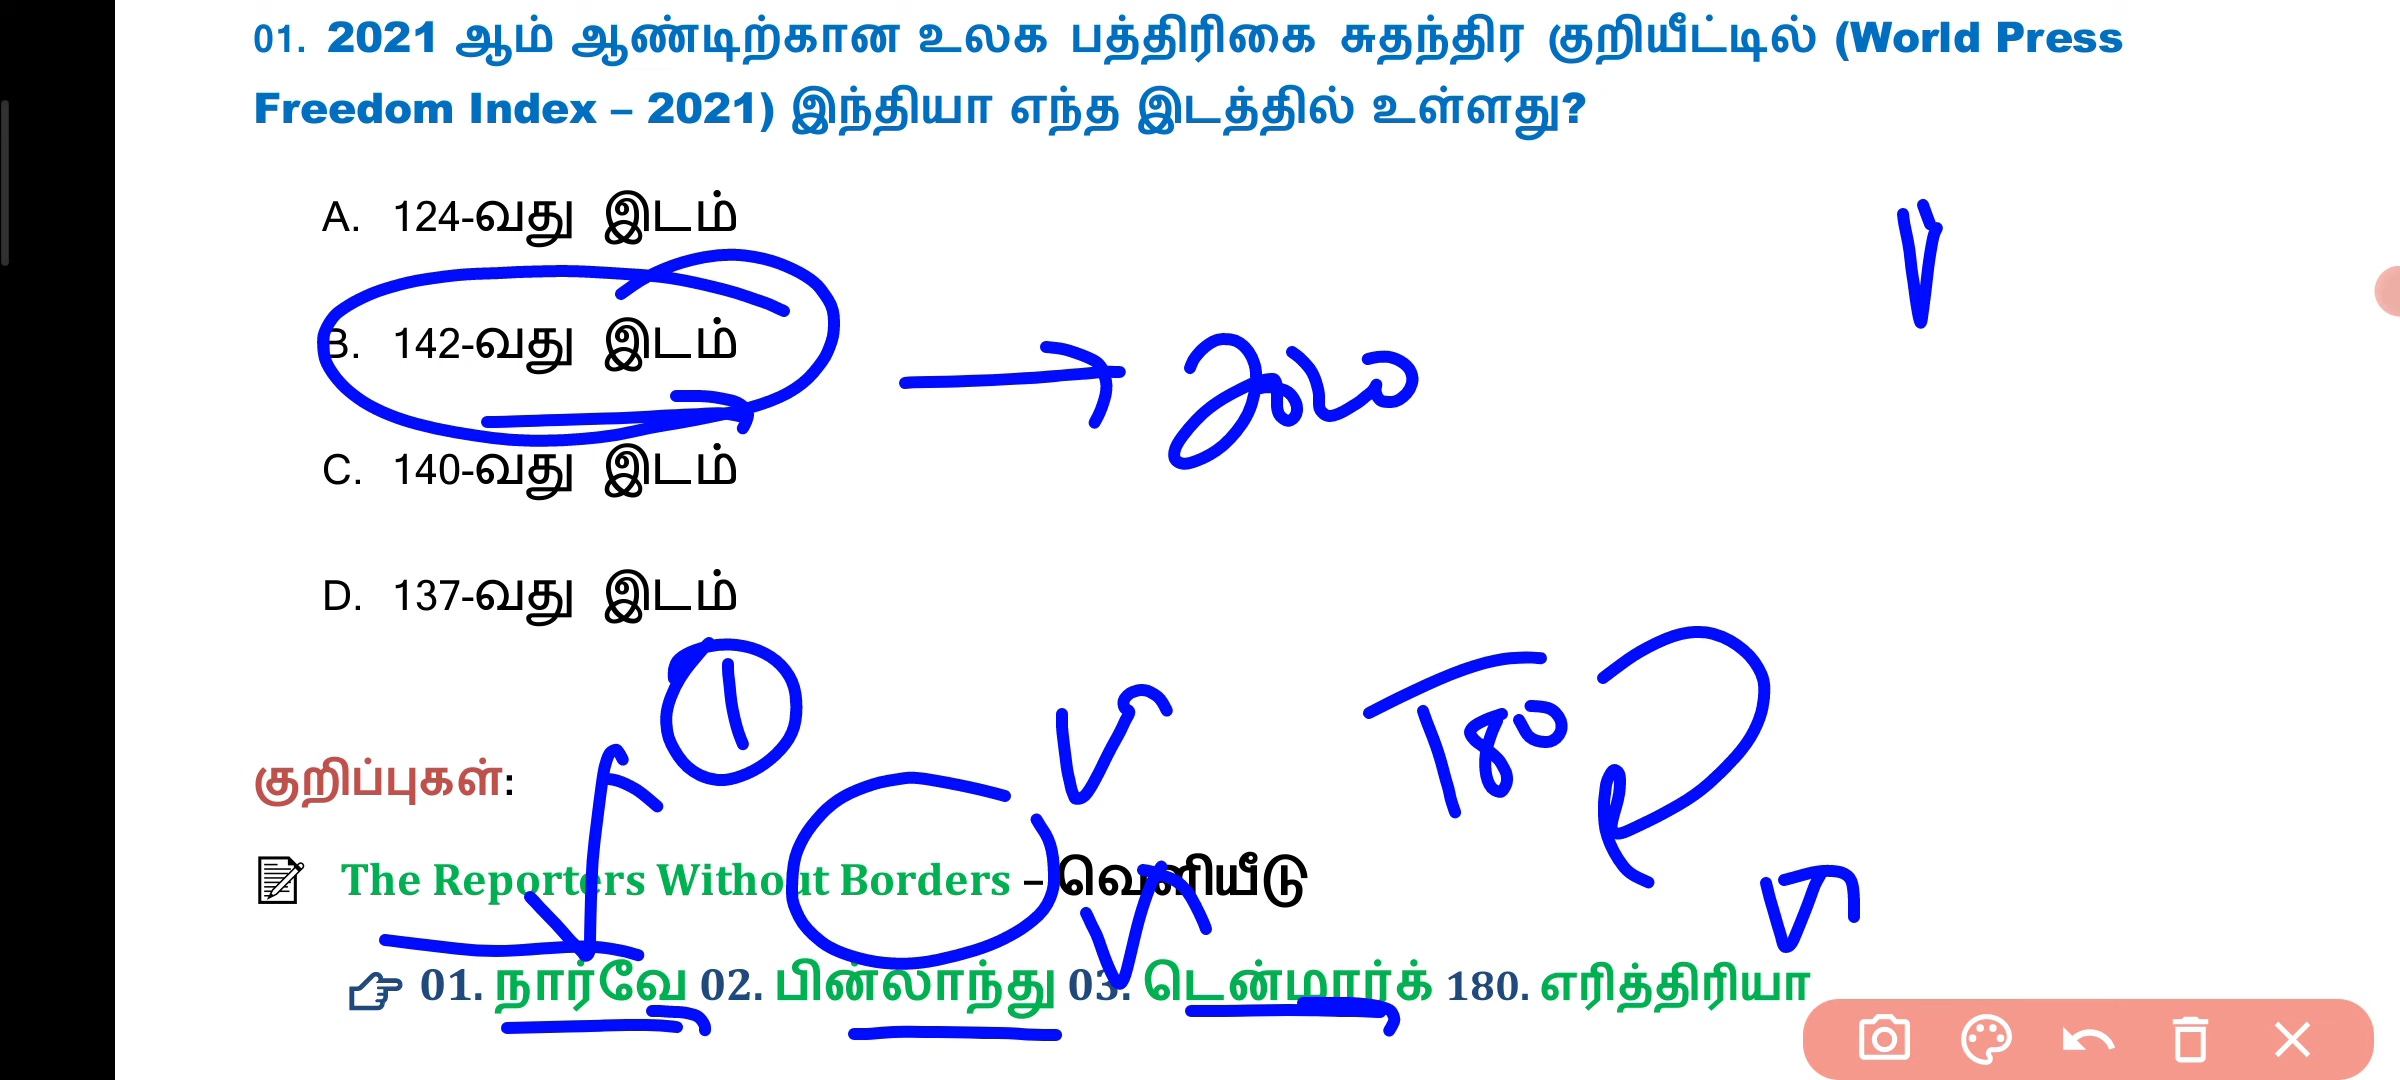 01. 2021 ஆம் ஆண்டிற்கான உலக பத்திரிகை சுதந்திர குறியீட்டில் (World Press
Freedom Index – 2021) இந்தியா எந்த இடத்தில் உள்ளது?
A. 124-வது இடம்
B. 142-வது இடம்
C. 140-வது இடம்
D. 137-வது இடம்
1
180
குறிப்புகள்:
The Reporters Without Borders – வெளியீடு
01. நார்வே 02. பின்லாந்து 03. டென்மார்க் 180. எரித்திரியா